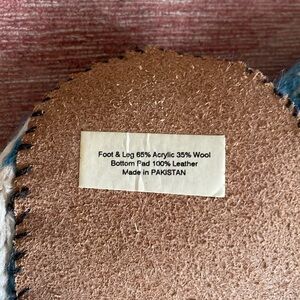 Foot & Leg 65% Acrylic 35% Wool
Bottom Pad 100% Leather
Made in PAKISTAN